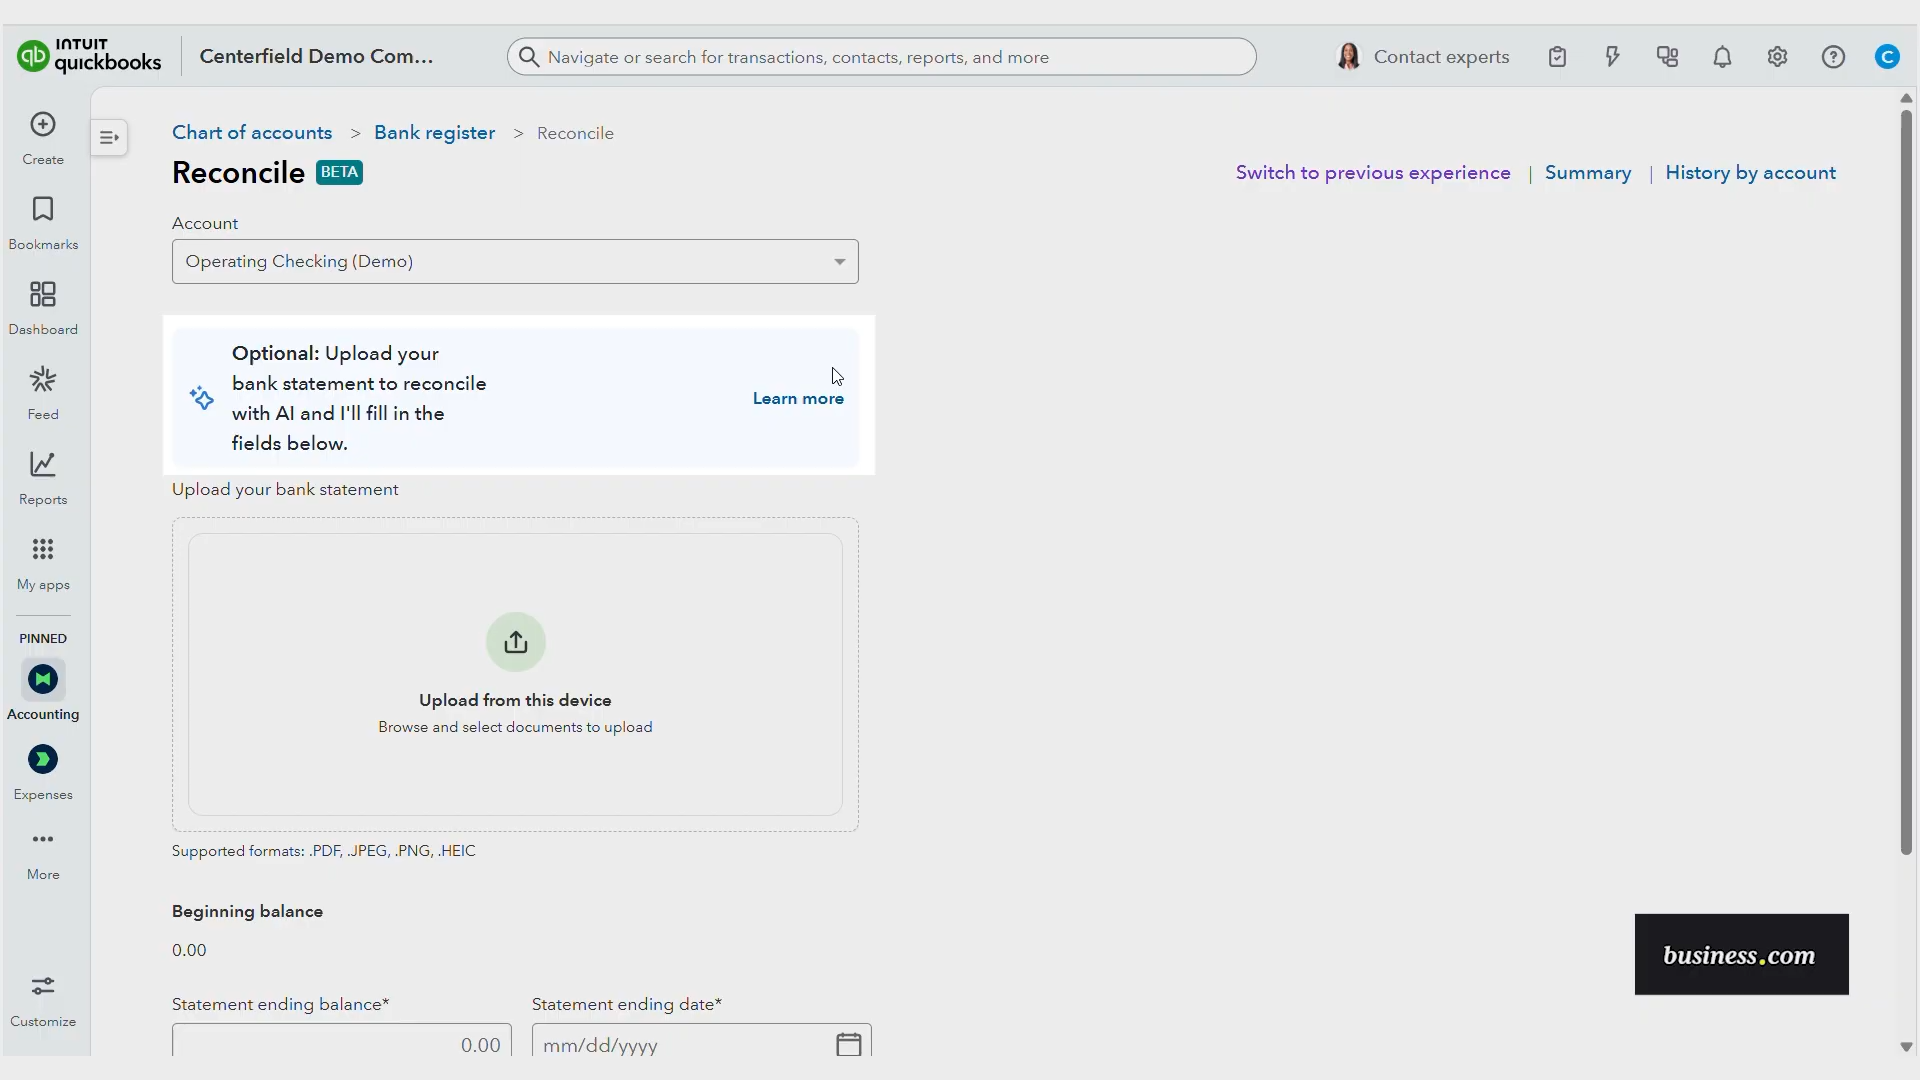 INTUIT
quickbooks
Centerfield Demo Com...
Navigate or search for transactions, contacts, reports, and more
Contact experts
C
Create
Bookmarks
Dashboard
Feed
Reports
My apps
PINNED
Accounting
Expenses
More
Customize
Chart of accounts > Bank register > Reconcile
Reconcile BETA
Switch to previous experience | Summary | History by account
Account
Operating Checking (Demo)
Optional: Upload your
bank statement to reconcile
with AI and I'll fill in the
fields below.
Learn more
Upload your bank statement
Upload from this device
Browse and select documents to upload
Supported formats: .PDF, .JPEG, .PNG, .HEIC
Beginning balance
0.00
Statement ending balance*
0.00
Statement ending date*
mm/dd/yyyy
business.com